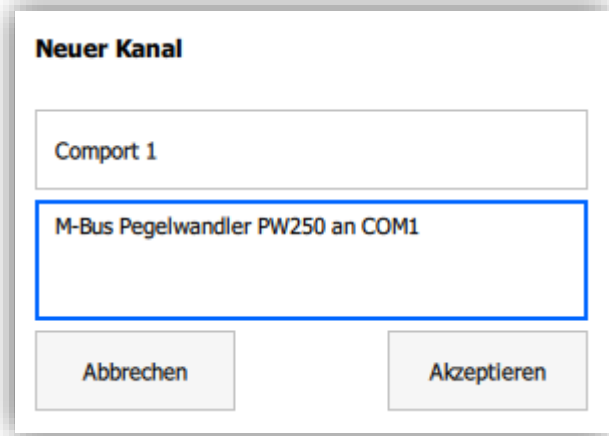 Neuer Kanal
Comport 1
M-Bus Pegelwandler PW250 an COM1
Abbrechen
Akzeptieren